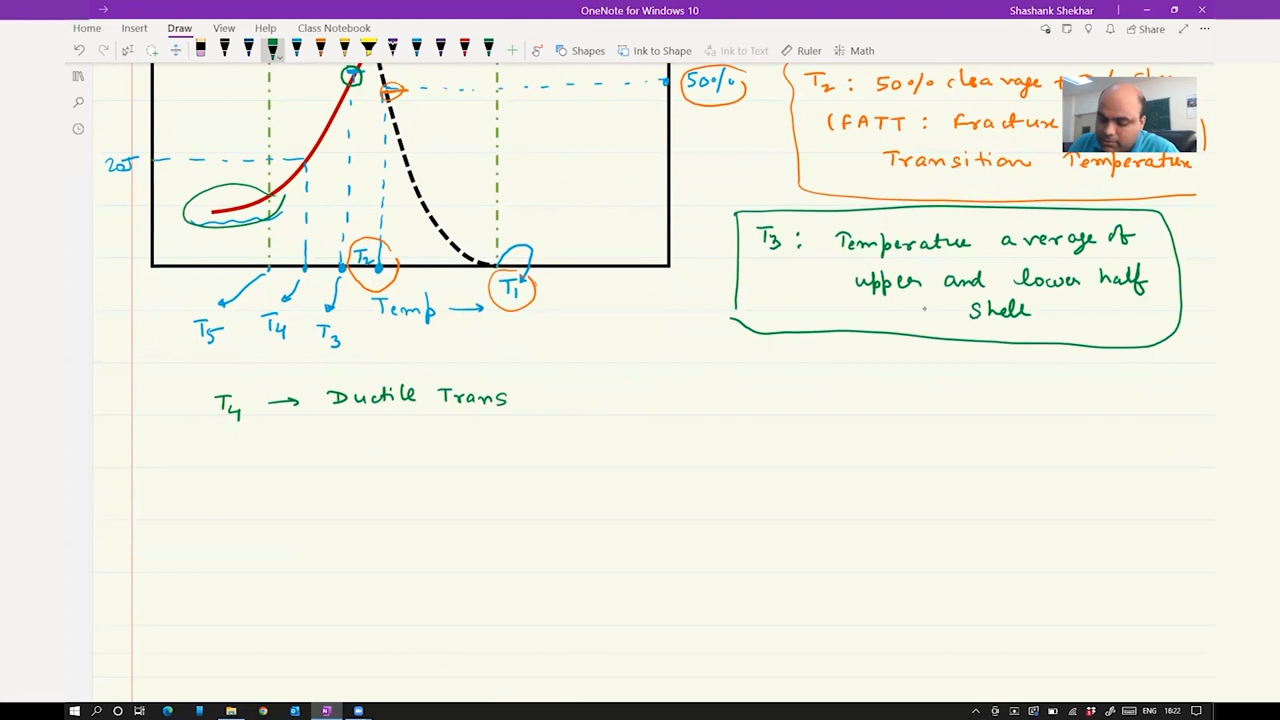 OneNote for Windows 10
Shashank Shekhar
Home Insert Draw View Help Class Notebook
Shapes Ink to Shape Ink to Text Ruler Math Share
50%
T2 : 50% cleavage +
(FATT : Fracture
Transition Temperature
20J
T3 : Temperature average of
upper and lower half
Shelf
T2
T1
Temp →
T5 T4 T3
T4 → Ductile Trans
ENG 18:22